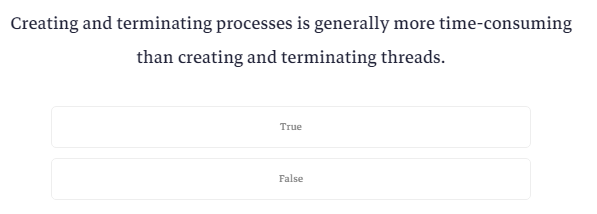 Creating and terminating processes is generally more time-consuming
than creating and terminating threads.
True
False